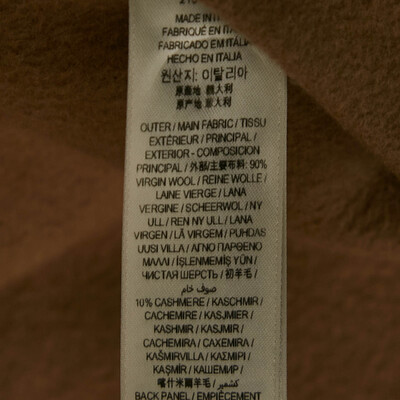 MADE IN IT
FABRIQUÉ EN ITA
FABRICADO EM ITÁLIA
HECHO EN ITALIA
원산지: 이탈리아
原產地: 義大利
原产地: 意大利
OUTER / MAIN FABRIC / TISSU
EXTÉRIEUR / PRINCIPAL /
EXTERIOR - COMPOSICION
PRINCIPAL / 外部/主要布料: 90%
VIRGIN WOOL / REINE WOLLE /
LAINE VIERGE / LANA
VERGINE / SCHEERWOL / NY
ULL / REN NY ULL / LANA
VIRGEN / LÃ VIRGEM / PUHDAS
UUSI VILLA / ΑΓΝΟ ΠΑΡΘΕΝΟ
ΜΑΛΛΙ / İŞLENMEMİŞ YÜN /
ЧИСТАЯ ШЕРСТЬ / 初羊毛 /
صوف خام
10% CASHMERE / KASCHMIR /
CACHEMIRE / KASJMIER /
KASHMIR / KASJMIR /
CACHEMIRA / CAXEMIRA /
KAŠMIRVILLA / ΚΑΣΜΙΡΙ /
KAŞMİR / КАШЕМИР /
喀什米爾羊毛 / كشمير /
BACK PANEL / EMPIÈCEMENT